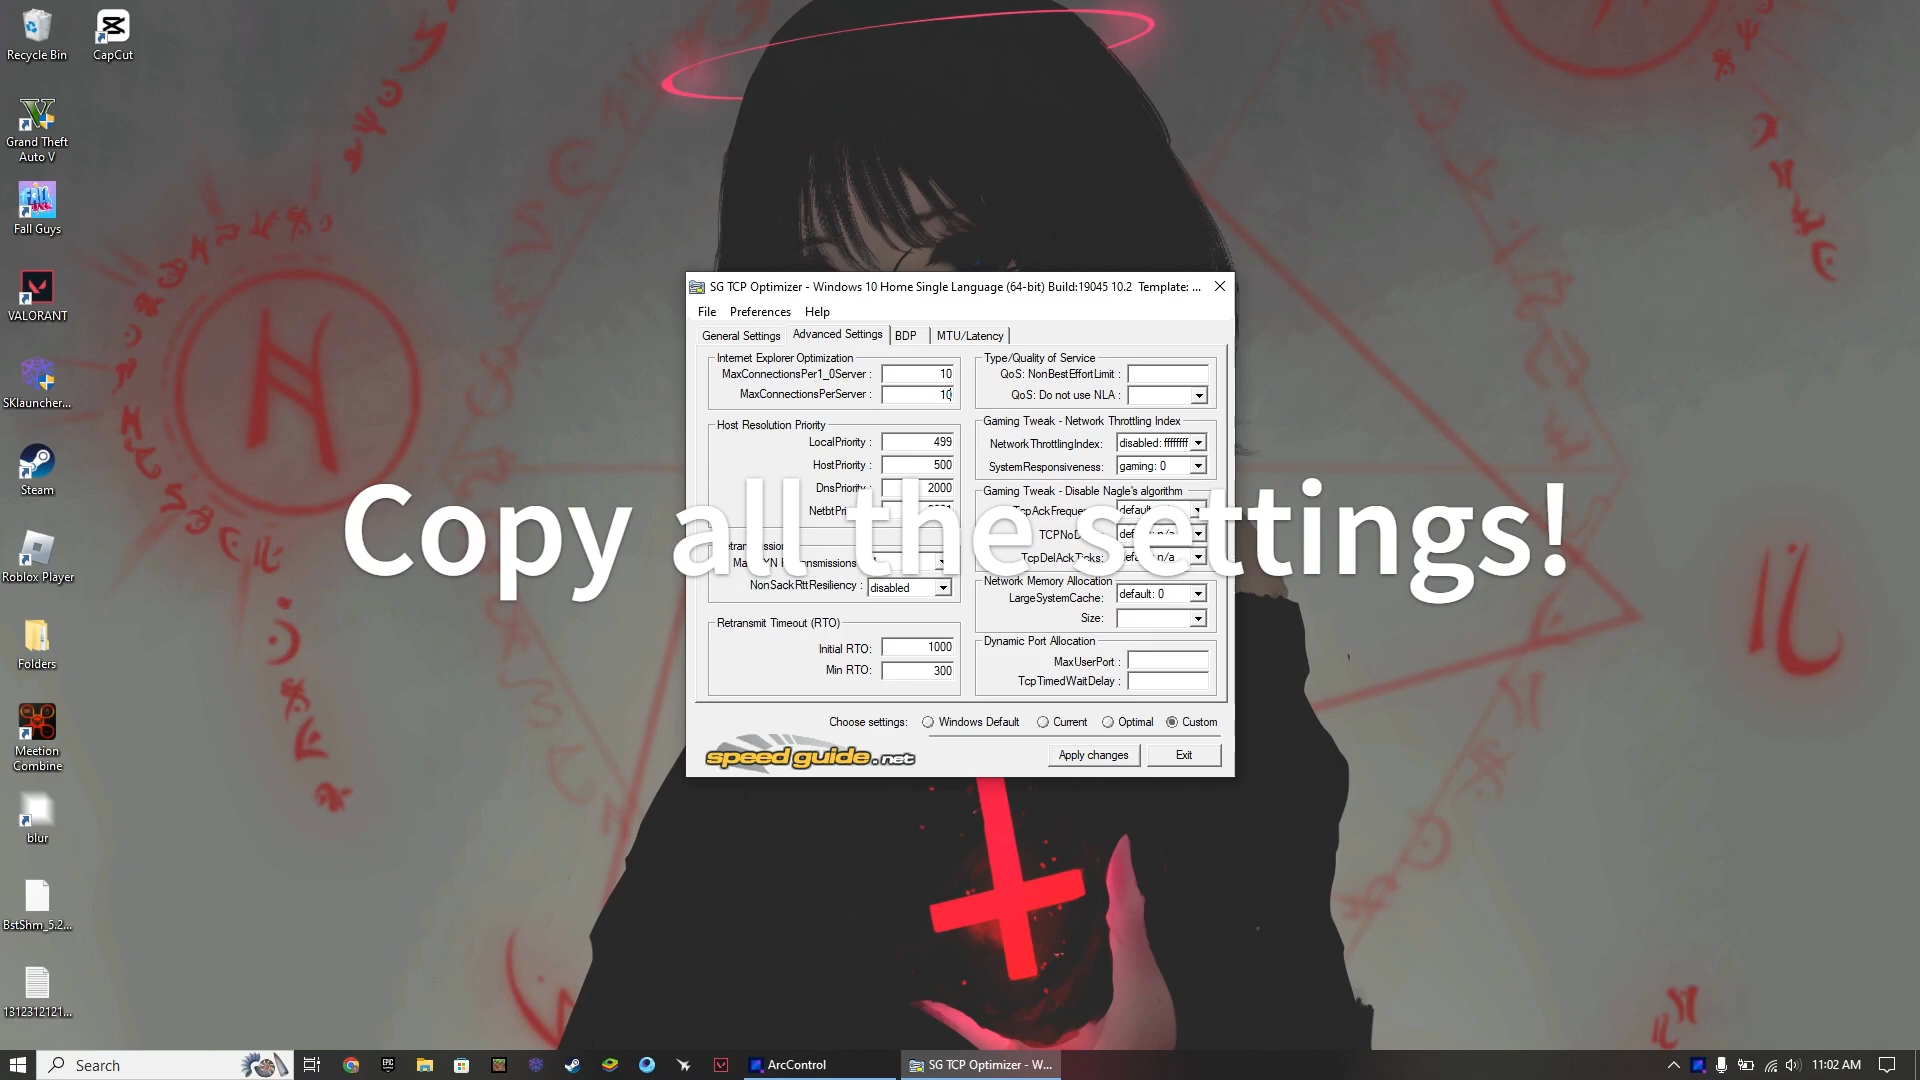 Recycle Bin
CapCut
Grand Theft
Auto V
Fall Guys
VALORANT
SKlauncher...
Steam
Roblox Player
Folders
Meetion
Combine
blur
BstShm_5.2...
1312312121...
SG TCP Optimizer - Windows 10 Home Single Language (64-bit) Build:19045 10.2 Template: ...
File Preferences Help
General Settings Advanced Settings BDP MTU/Latency
Internet Explorer Optimization
MaxConnectionsPer1_0Server : 10
MaxConnectionsPerServer : 10
Host Resolution Priority
LocalPriority : 499
HostPriority : 500
DnsPriority : 2000
Retransmit Timeout (RTO)
NonSackRttResiliency : disabled
Initial RTO: 1000
Min RTO: 300
Type/Quality of Service
QoS: NonBestEffortLimit :
QoS: Do not use NLA :
Gaming Tweak - Network Throttling Index
NetworkThrottlingIndex: disabled: ffffffff
SystemResponsiveness: gaming: 0
Gaming Tweak - Disable Nagle's algorithm
TcpDelAckTicks:
Network Memory Allocation
LargeSystemCache: default: 0
Size:
Dynamic Port Allocation
MaxUserPort :
TcpTimedWaitDelay :
Copy all the settings!
Choose settings: Windows Default Current Optimal Custom
speedguide.net
Apply changes Exit
Search
ArcControl
SG TCP Optimizer - W...
11:02 AM